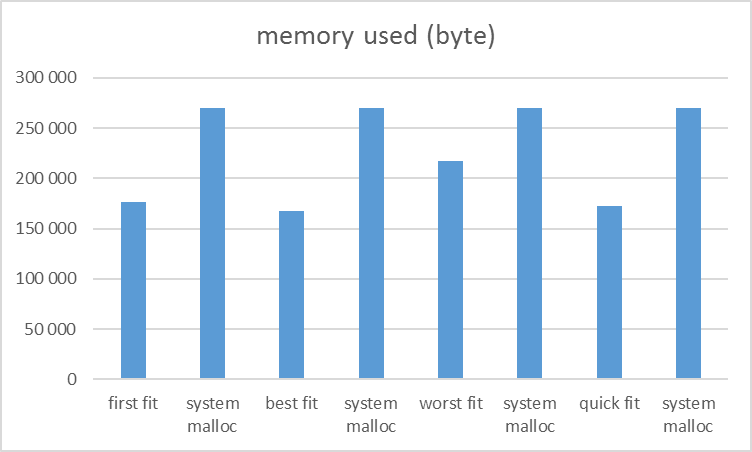 memory used (byte)
300 000
250 000
200 000
150 000
100 000
50 000
0
first fit
system
malloc
best fit
system
malloc
worst fit
system
malloc
quick fit
system
malloc